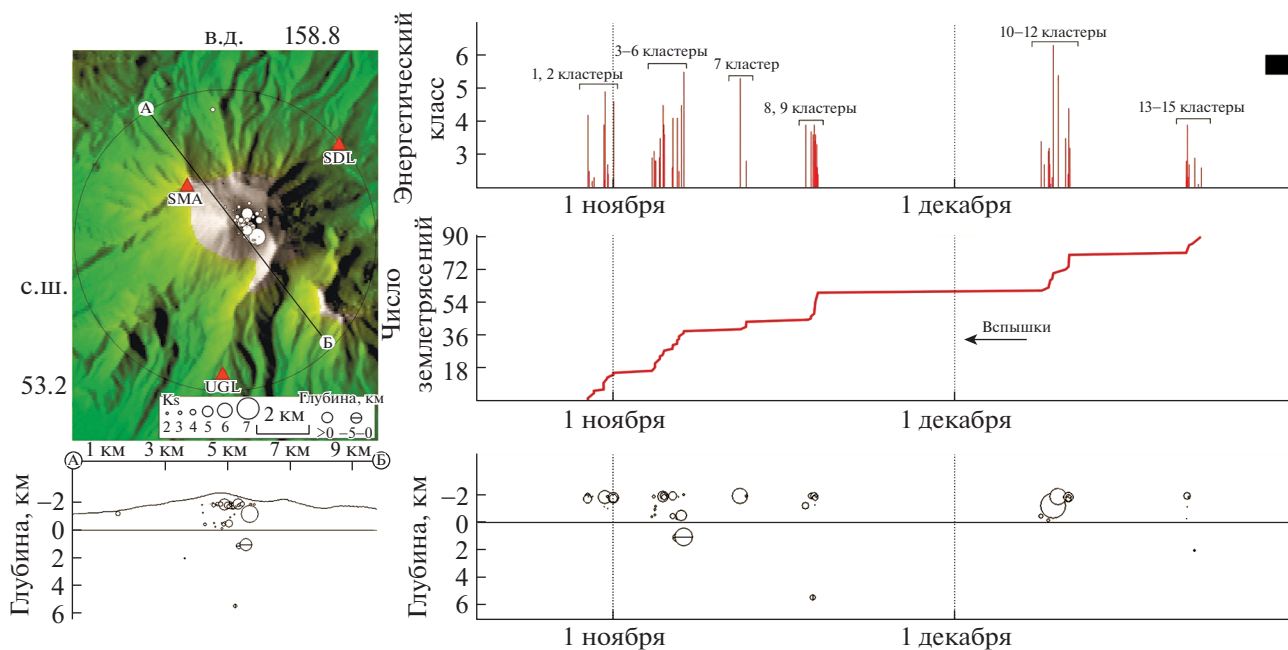 в.д. 158.8
А
SDL
SMA
с.ш.
Б
53.2
UGL
Ks
Глубина, км
2 км
2 3 4 5 6 7
>0 –5–0
1 км 3 км 5 км 7 км 9 км
А Б
Глубина, км
–2
0
2
4
6
Энергетический класс
6
5
4
3
1, 2 кластеры
3–6 кластеры
7 кластер
8, 9 кластеры
10–12 кластеры
13–15 кластеры
1 ноября 1 декабря
Число землетрясений
90
72
54
36
18
Вспышки
1 ноября 1 декабря
Глубина, км
–2
0
2
4
6
1 ноября 1 декабря